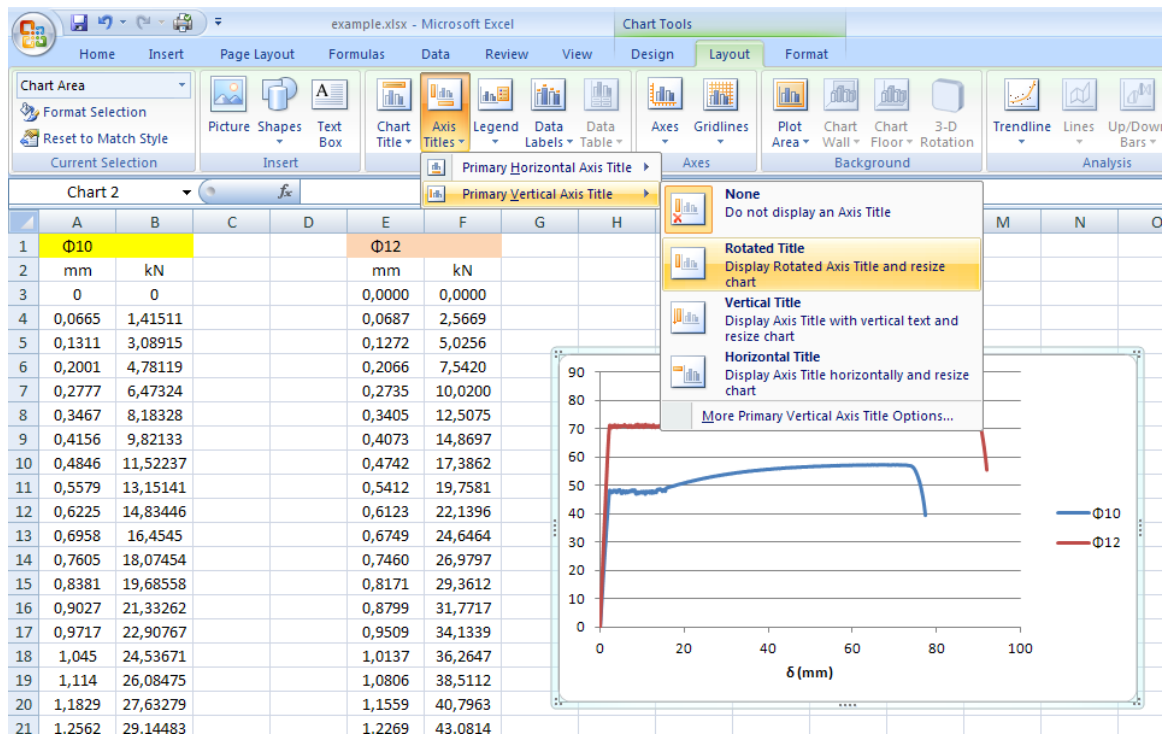 example.xlsx - Microsoft Excel
Chart Tools
Home Insert Page Layout Formulas Data Review View Design Layout Format
Chart Area
Format Selection
Reset to Match Style
Current Selection
Picture Shapes Text Box
Insert
Chart Title Axis Titles Legend Data Labels Data Table
Axes Gridlines
Axes
Plot Area Chart Wall Chart Floor 3-D Rotation
Background
Trendline Lines Up/Down Bars
Analysis
Primary Horizontal Axis Title
Primary Vertical Axis Title
None
Do not display an Axis Title
Rotated Title
Display Rotated Axis Title and resize
chart
Vertical Title
Display Axis Title with vertical text and
resize chart
Horizontal Title
Display Axis Title horizontally and resize
chart
More Primary Vertical Axis Title Options...
Chart 2 fx
A B C D E F G H M N O
1 Φ10 Φ12
2 mm kN mm kN
3 0 0 0,0000 0,0000
4 0,0665 1,41511 0,0687 2,5669
5 0,1311 3,08915 0,1272 5,0256
6 0,2001 4,78119 0,2066 7,5420
7 0,2777 6,47324 0,2735 10,0200
8 0,3467 8,18328 0,3405 12,5075
9 0,4156 9,82133 0,4073 14,8697
10 0,4846 11,52237 0,4742 17,3862
11 0,5579 13,15141 0,5412 19,7581
12 0,6225 14,83446 0,6123 22,1396
13 0,6958 16,4545 0,6749 24,6464
14 0,7605 18,07454 0,7460 26,9797
15 0,8381 19,68558 0,8171 29,3612
16 0,9027 21,33262 0,8799 31,7717
17 0,9717 22,90767 0,9509 34,1339
18 1,045 24,53671 1,0137 36,2647
19 1,114 26,08475 1,0806 38,5112
20 1,1829 27,63279 1,1559 40,7963
21 1,2562 29,14483 1,2269 43,0814
90
80
70
60
50
40
30
20
10
0
0 20 40 60 80 100
δ (mm)
Φ10
Φ12